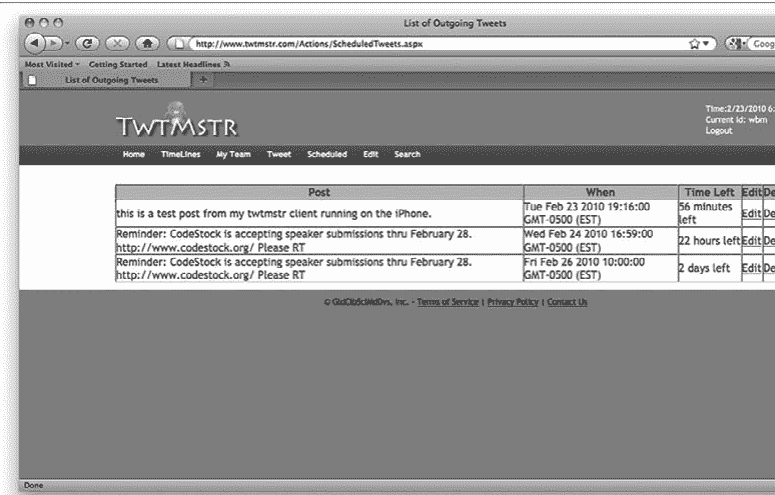 List of Outgoing Tweets
http://www.twtmstr.com/Actions/ScheduledTweets.aspx
Goog
Most Visited Getting Started Latest Headlines
List of Outgoing Tweets +
Time:2/23/2010 6:
Current id: wbm
Logout
TWTMSTR
Home TimeLines My Team Tweet Scheduled Edit Search
Post When Time Left Edit De
this is a test post from my twtmstr client running on the iPhone. Tue Feb 23 2010 19:16:00 56 minutes
GMT-0500 (EST) left Edit De
Reminder: CodeStock is accepting speaker submissions thru February 28. Wed Feb 24 2010 16:59:00
http://www.codestock.org/ Please RT GMT-0500 (EST) 22 hours left Edit De
Reminder: CodeStock is accepting speaker submissions thru February 28. Fri Feb 26 2010 10:00:00
http://www.codestock.org/ Please RT GMT-0500 (EST) 2 days left Edit De
Inc. - Terms of Service | Privacy Policy | Contact Us
Done